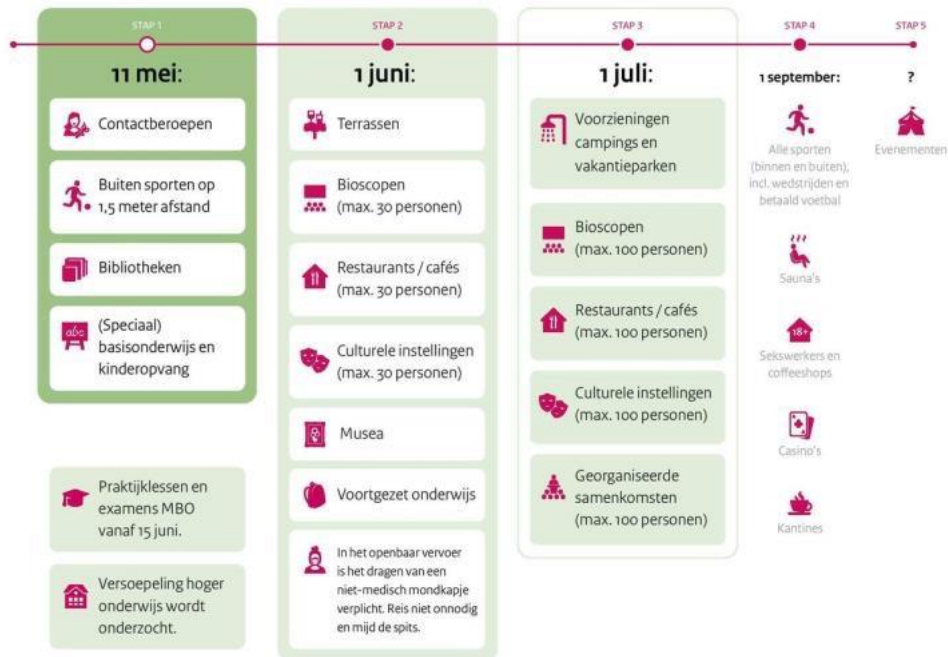 STAP 1
11 mei:
Contactberoepen
Buiten sporten op
1,5 meter afstand
Bibliotheken
abc
(Speciaal)
basisonderwijs en
kinderopvang
Praktijklessen en
examens MBO
vanaf 15 juni.
Versoepeling hoger
onderwijs wordt
onderzocht.
STAP 2
1 juni:
Terrassen
Bioscopen
(max. 30 personen)
Restaurants / cafés
(max. 30 personen)
Culturele instellingen
(max. 30 personen)
Musea
Voortgezet onderwijs
In het openbaar vervoer
is het dragen van een
niet-medisch mondkapje
verplicht. Reis niet onnodig
en mijd de spits.
STAP 3
1 juli:
Voorzieningen
campings en
vakantieparken
Bioscopen
(max. 100 personen)
Restaurants / cafés
(max. 100 personen)
Culturele instellingen
(max. 100 personen)
Georganiseerde
samenkomsten
(max. 100 personen)
STAP 4
1 september:
Alle sporten
(binnen en buiten),
incl. wedstrijden en
betaald voetbal
Sauna's
18+
Sekswerkers en
coffeeshops
Casino's
Kantines
STAP 5
?
Evenementen